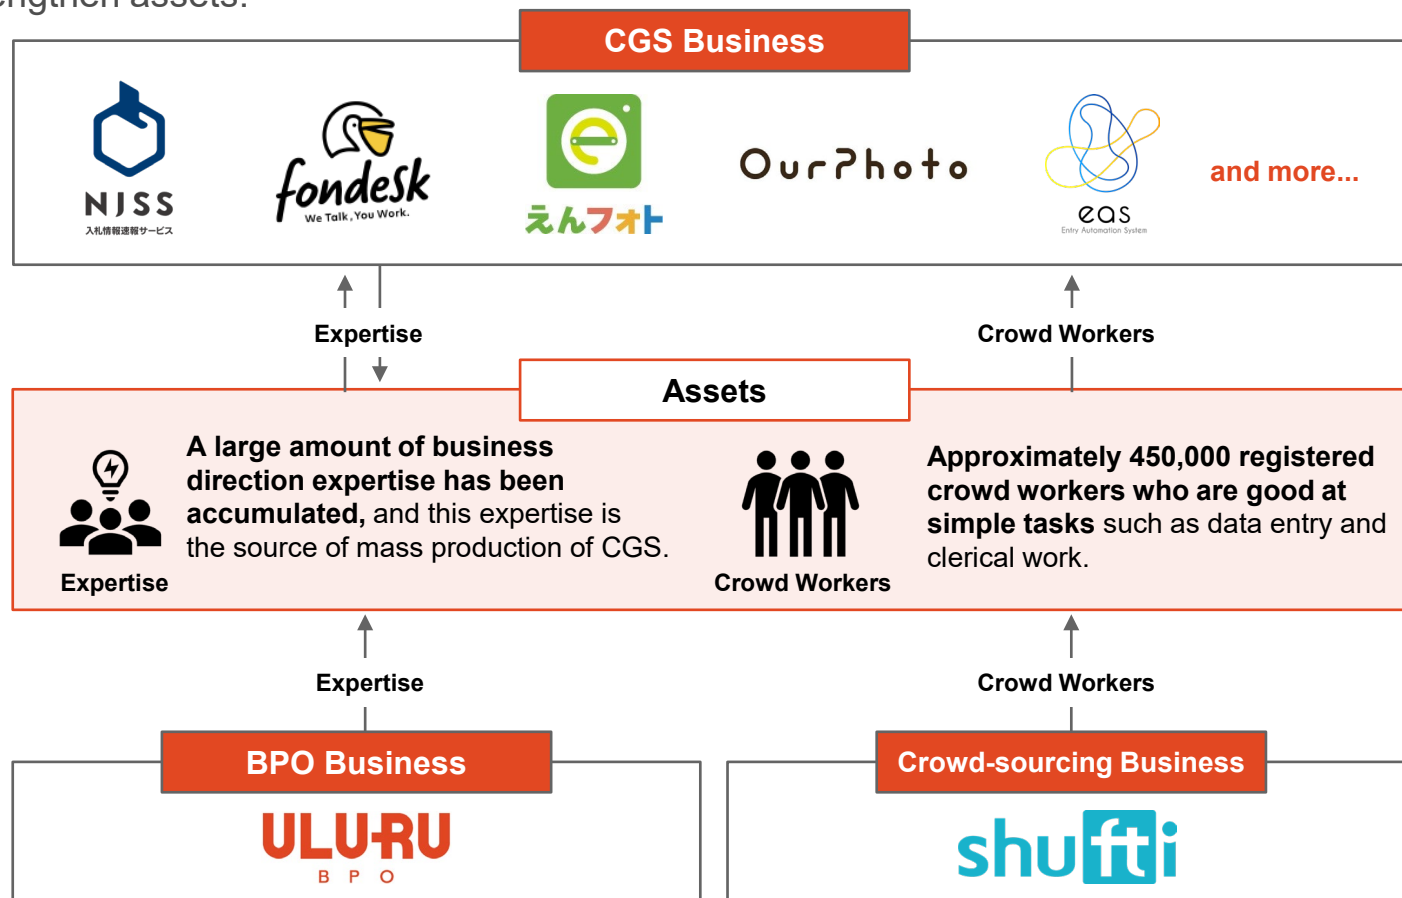 engthen assets.
CGS Business
NJSS
入札情報速報サービス
fondesk
We Talk, You Work.
e
えんフォト
OurPhoto
eas
Entry Automation System
and more...
Expertise
Crowd Workers
Assets
A large amount of business
direction expertise has been
accumulated, and this expertise is
the source of mass production of CGS.
Expertise
Approximately 450,000 registered
crowd workers who are good at
simple tasks such as data entry and
clerical work.
Crowd Workers
Expertise
Crowd Workers
BPO Business
ULURU
BPO
Crowd-sourcing Business
shufti